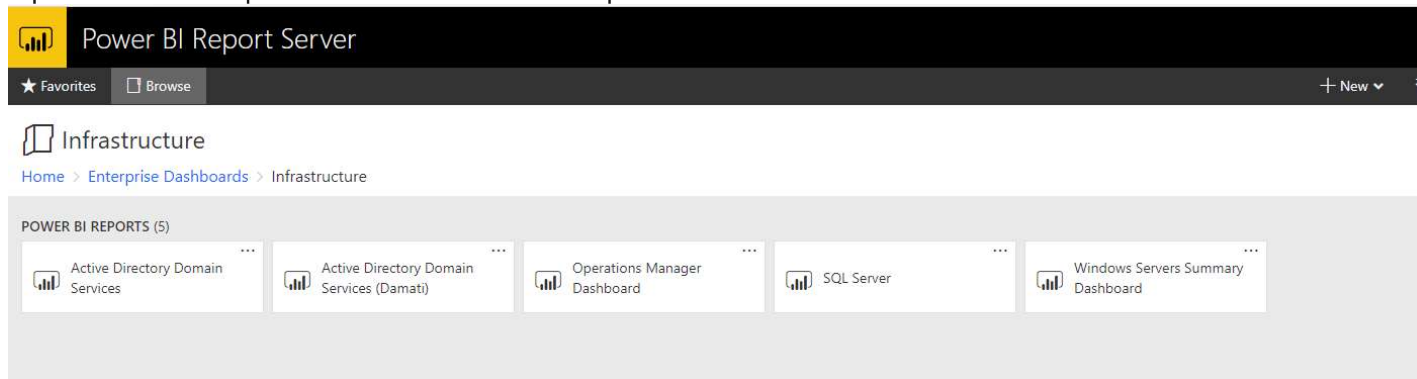 Power BI Report Server
Favorites
Browse
New
Infrastructure
Home > Enterprise Dashboards > Infrastructure
POWER BI REPORTS (5)
Active Directory Domain
Services
Active Directory Domain
Services (Damati)
Operations Manager
Dashboard
SQL Server
Windows Servers Summary
Dashboard